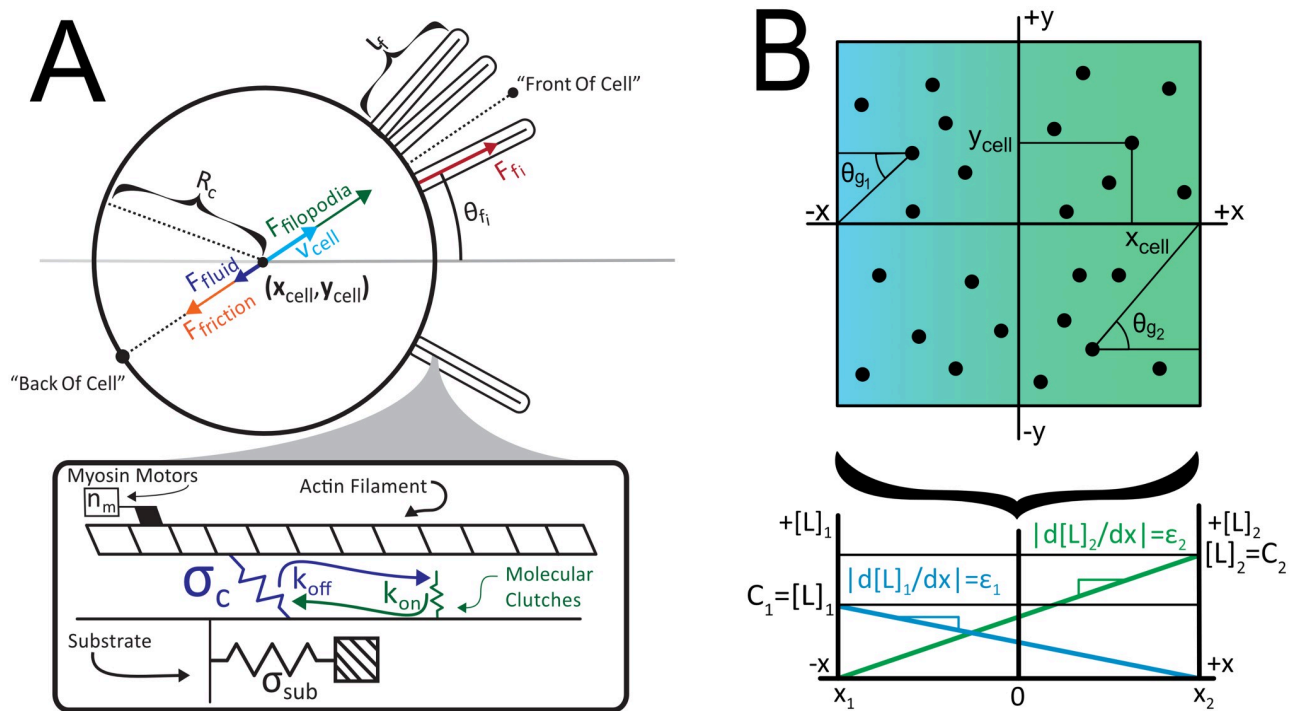 A
L_f
"Front Of Cell"
R_c
F_filopodia
v_cell
F_fi
θ_fi
F_fluid
F_friction
(x_cell,y_cell)
"Back Of Cell"
Myosin Motors
n_m
Actin Filament
σ_c
k_off
k_on
Molecular
Clutches
Substrate
σ_sub
B
+y
y_cell
θ_g1
-x
+x
x_cell
θ_g2
-y
+[L]_1
|d[L]_2/dx|=ε_2
+[L]_2
[L]_2=C_2
C_1=[L]_1
|d[L]_1/dx|=ε_1
-x
+x
x_1
0
x_2